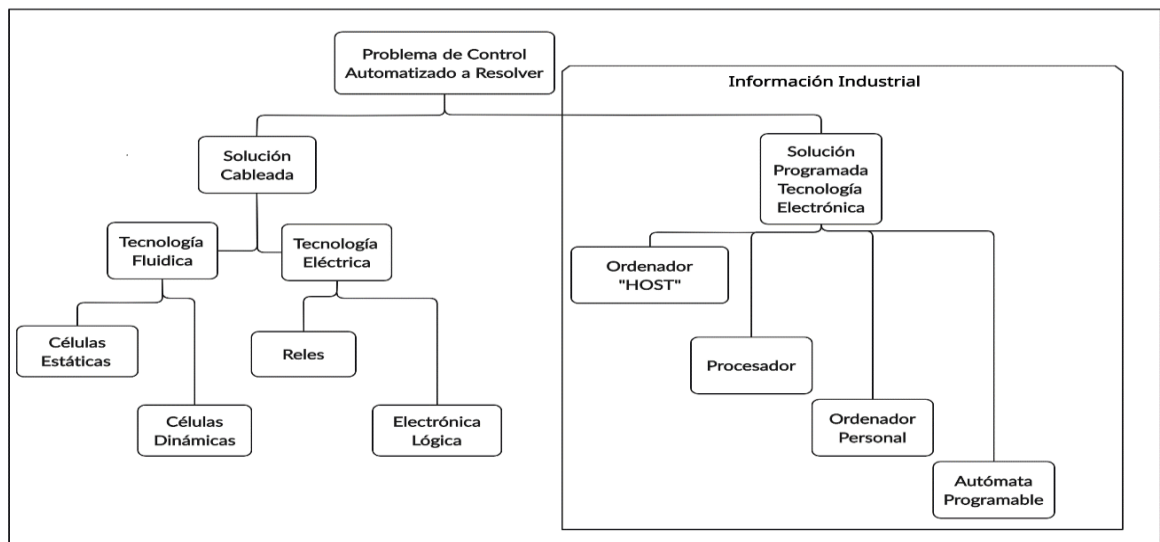 Problema de Control
Automatizado a Resolver
Información Industrial
Solución
Cableada
Solución
Programada
Tecnología
Electrónica
Tecnología
Fluidica
Tecnología
Eléctrica
Ordenador
"HOST"
Células
Estáticas
Reles
Procesador
Células
Dinámicas
Electrónica
Lógica
Ordenador
Personal
Autómata
Programable